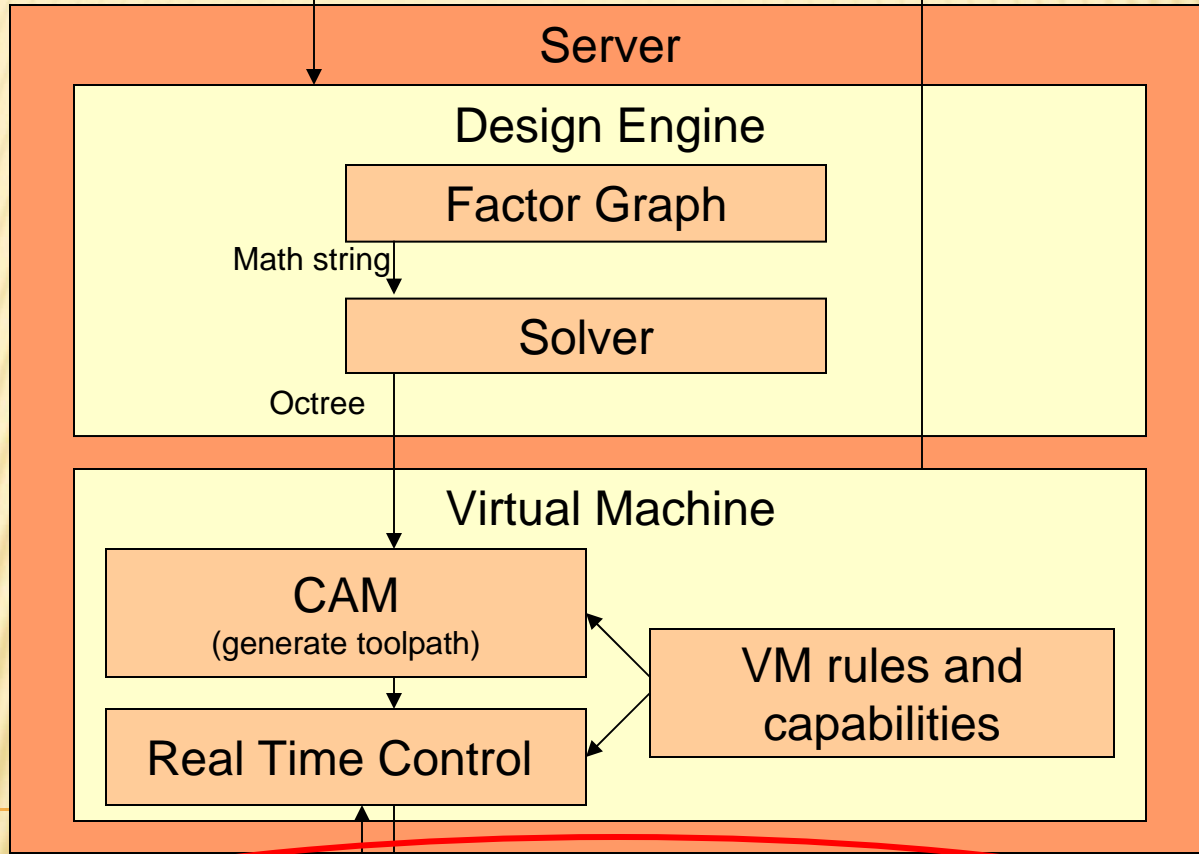 Server
Design Engine
Factor Graph
Math string
Solver
Octree
Virtual Machine
CAM
(generate toolpath)
VM rules and
capabilities
Real Time Control